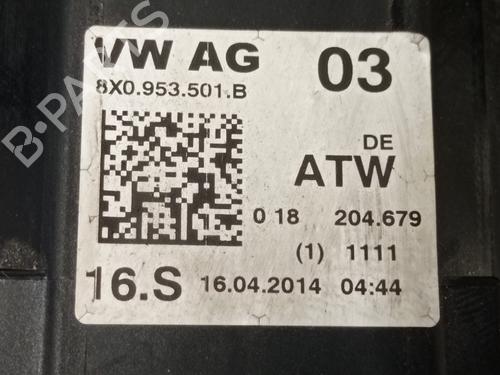 VW AG 03
8X0.953.501.B
DE
ATW
0 18 204.679
(1) 1111
16.S 16.04.2014 04:44